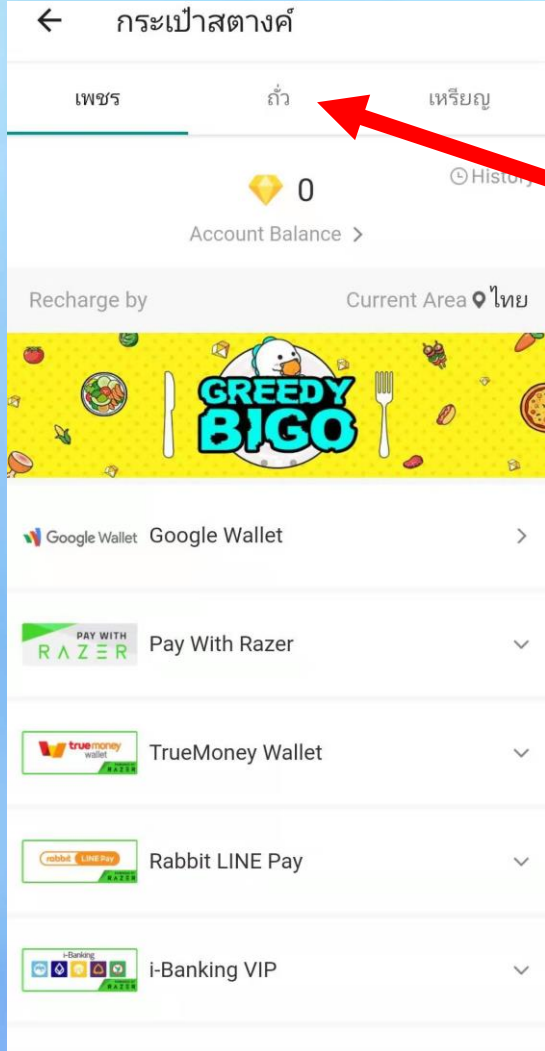 กระเป๋าสตางค์
เพชร ถั่ว เหรียญ
0
History
Account Balance
Recharge by Current Area ไทย
GREEDY
BIGO
Google Wallet Google Wallet
PAY WITH
RAZER Pay With Razer
truemoney
wallet TrueMoney Wallet
RAZER
rabbit LINE Pay Rabbit LINE Pay
RAZER
i-Banking
i-Banking VIP
RAZER